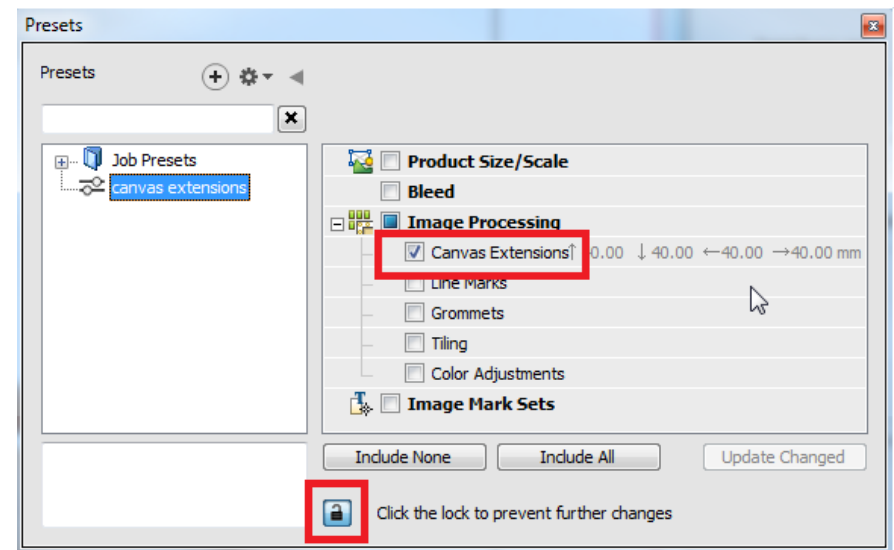 Presets
Presets
Job Presets
canvas extensions
Product Size/Scale
Bleed
Image Processing
Canvas Extensions↑ 0.00 ↓ 40.00 ←40.00 →40.00 mm
Line Marks
Grommets
Tiling
Color Adjustments
Image Mark Sets
Include None Include All Update Changed
Click the lock to prevent further changes